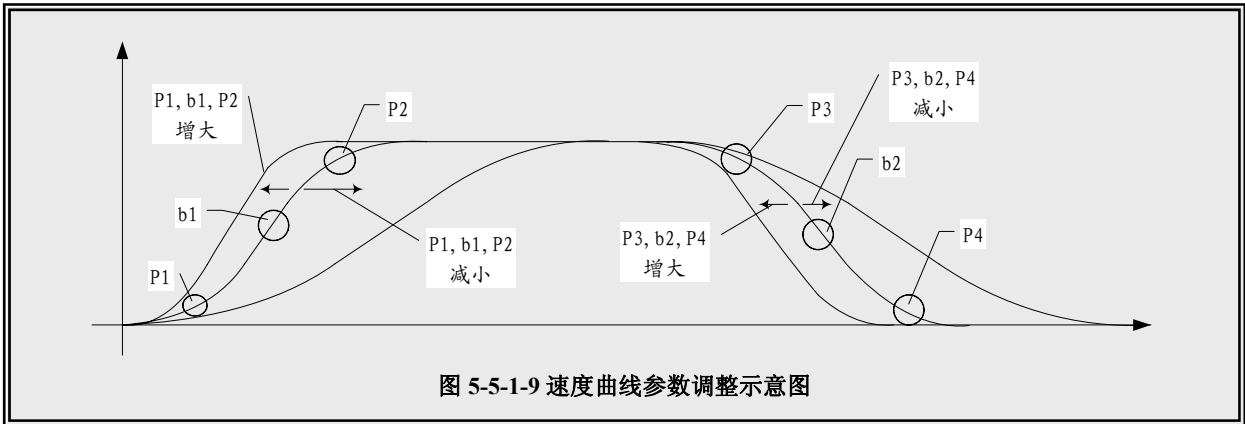 P1, b1, P2
增大
P2
b1
P1
P1, b1, P2
减小
P3
P3, b2, P4
减小
b2
P3, b2, P4
增大
P4
图 5-5-1-9 速度曲线参数调整示意图